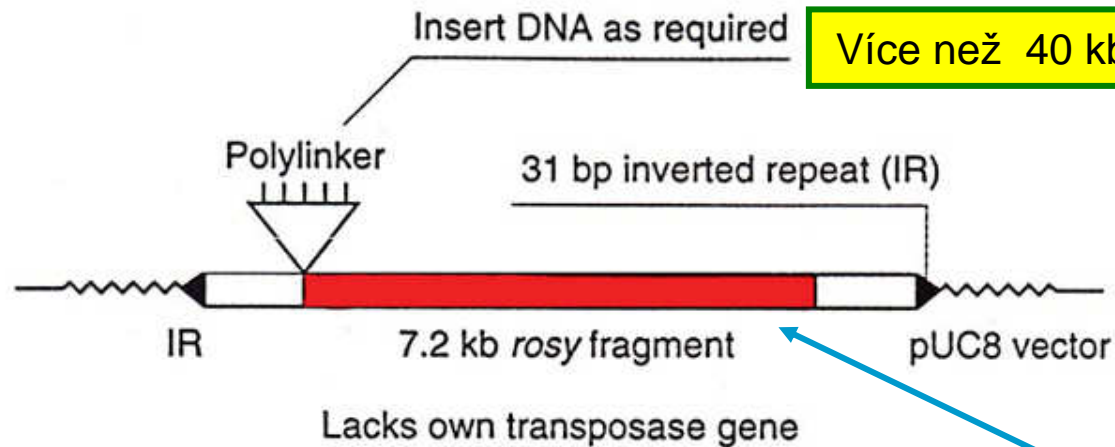 Insert DNA as required
Více než 40 kb
Polylinker
31 bp inverted repeat (IR)
IR
7.2 kb rosy fragment
pUC8 vector
Lacks own transposase gene